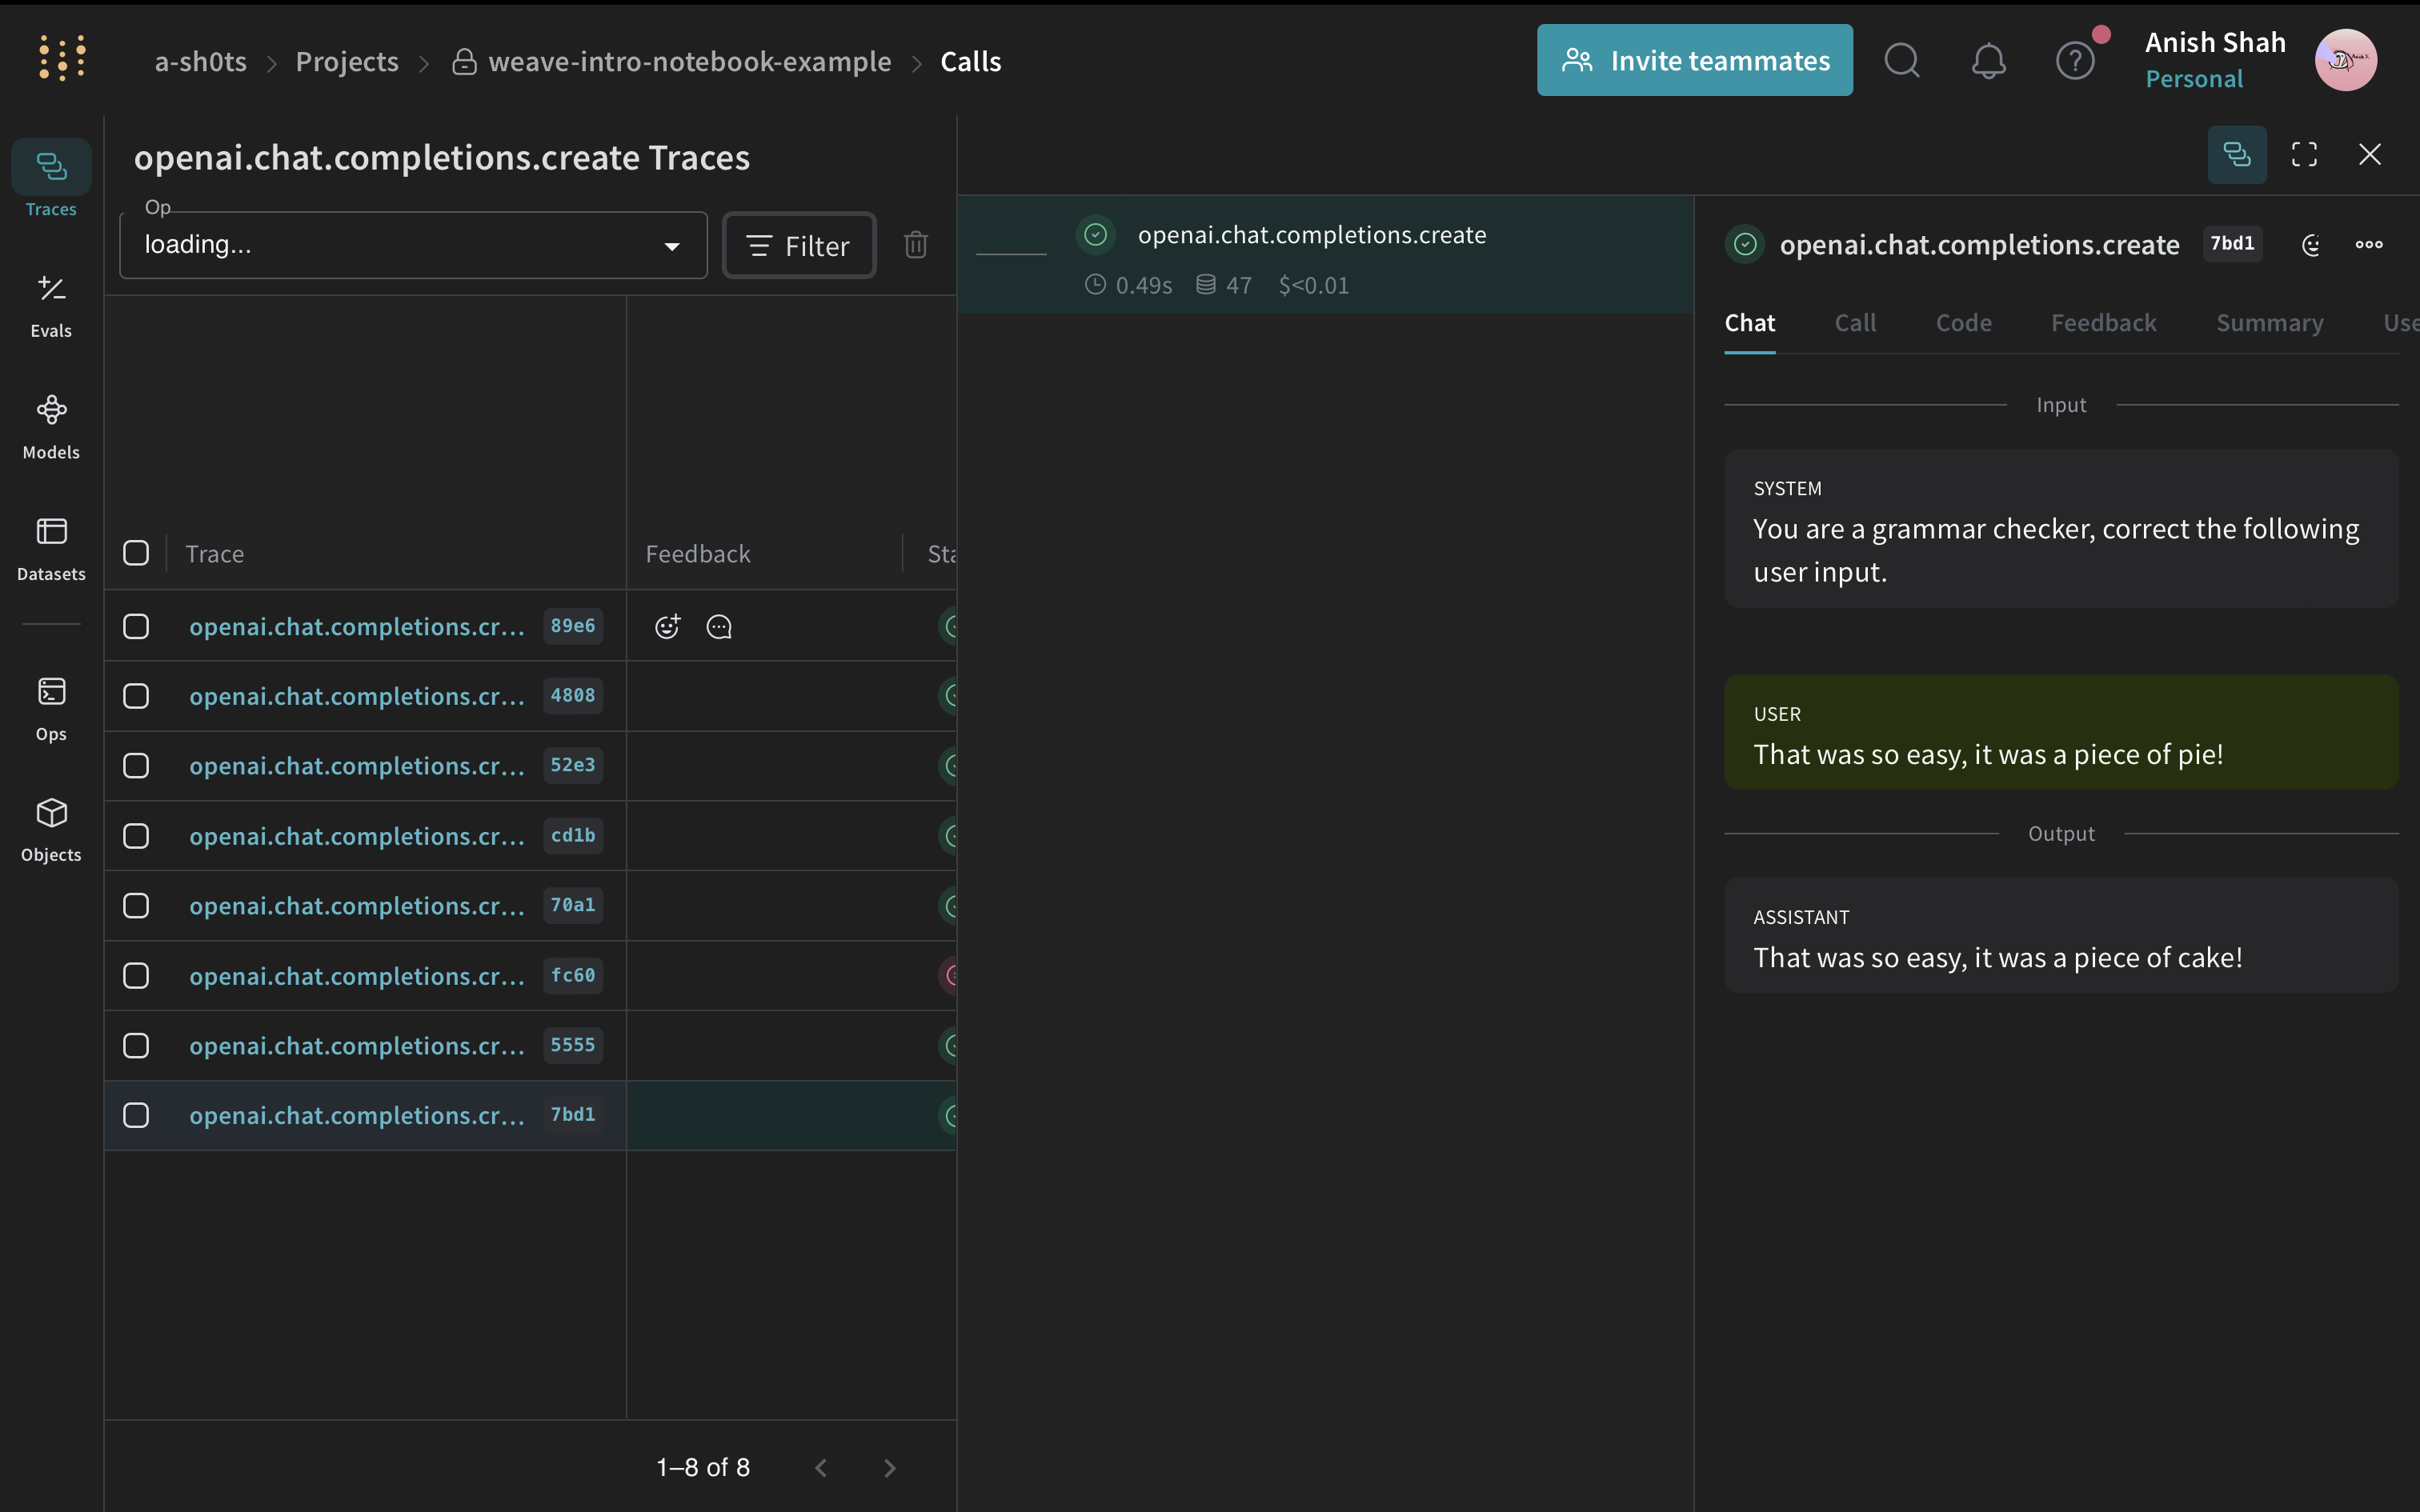 a-sh0ts > Projects > weave-intro-notebook-example > Calls
Invite teammates
Anish Shah
Personal
Traces
Evals
Models
Datasets
Ops
Objects
openai.chat.completions.create Traces
Op
loading...
Filter
Trace
Feedback
Sta
openai.chat.completions.cr... 89e6
openai.chat.completions.cr... 4808
openai.chat.completions.cr... 52e3
openai.chat.completions.cr... cd1b
openai.chat.completions.cr... 70a1
openai.chat.completions.cr... fc60
openai.chat.completions.cr... 5555
openai.chat.completions.cr... 7bd1
1–8 of 8
openai.chat.completions.create
0.49s 47 $<0.01
openai.chat.completions.create 7bd1
Chat Call Code Feedback Summary Use
Input
SYSTEM
You are a grammar checker, correct the following
user input.
USER
That was so easy, it was a piece of pie!
Output
ASSISTANT
That was so easy, it was a piece of cake!